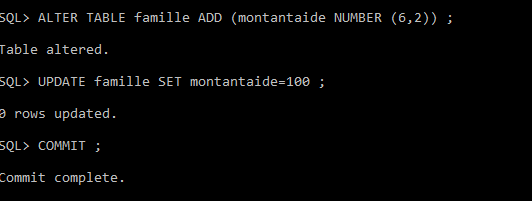 SQL> ALTER TABLE famille ADD (montantaide NUMBER (6,2)) ;
Table altered.
SQL> UPDATE famille SET montantaide=100 ;
0 rows updated.
SQL> COMMIT ;
Commit complete.